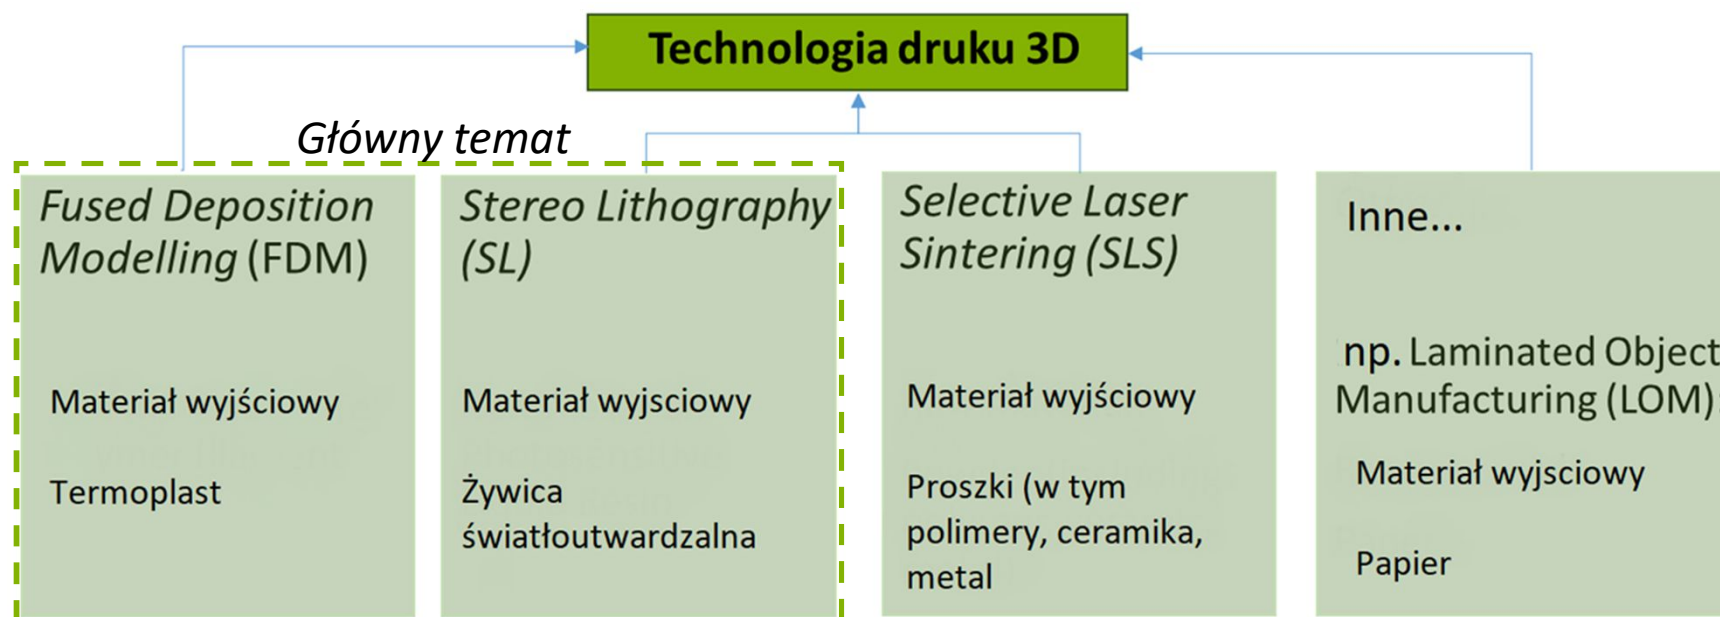 Technologia druku 3D
Główny temat
Fused Deposition
Modelling (FDM)
Materiał wyjściowy
Termoplast
Stereo Lithography
(SL)
Materiał wyjsciowy
Żywica
światłoutwardzalna
Selective Laser
Sintering (SLS)
Materiał wyjściowy
Proszki (w tym
polimery, ceramika,
metal
Inne...
np. Laminated Object
Manufacturing (LOM):
Materiał wyjsciowy
Papier